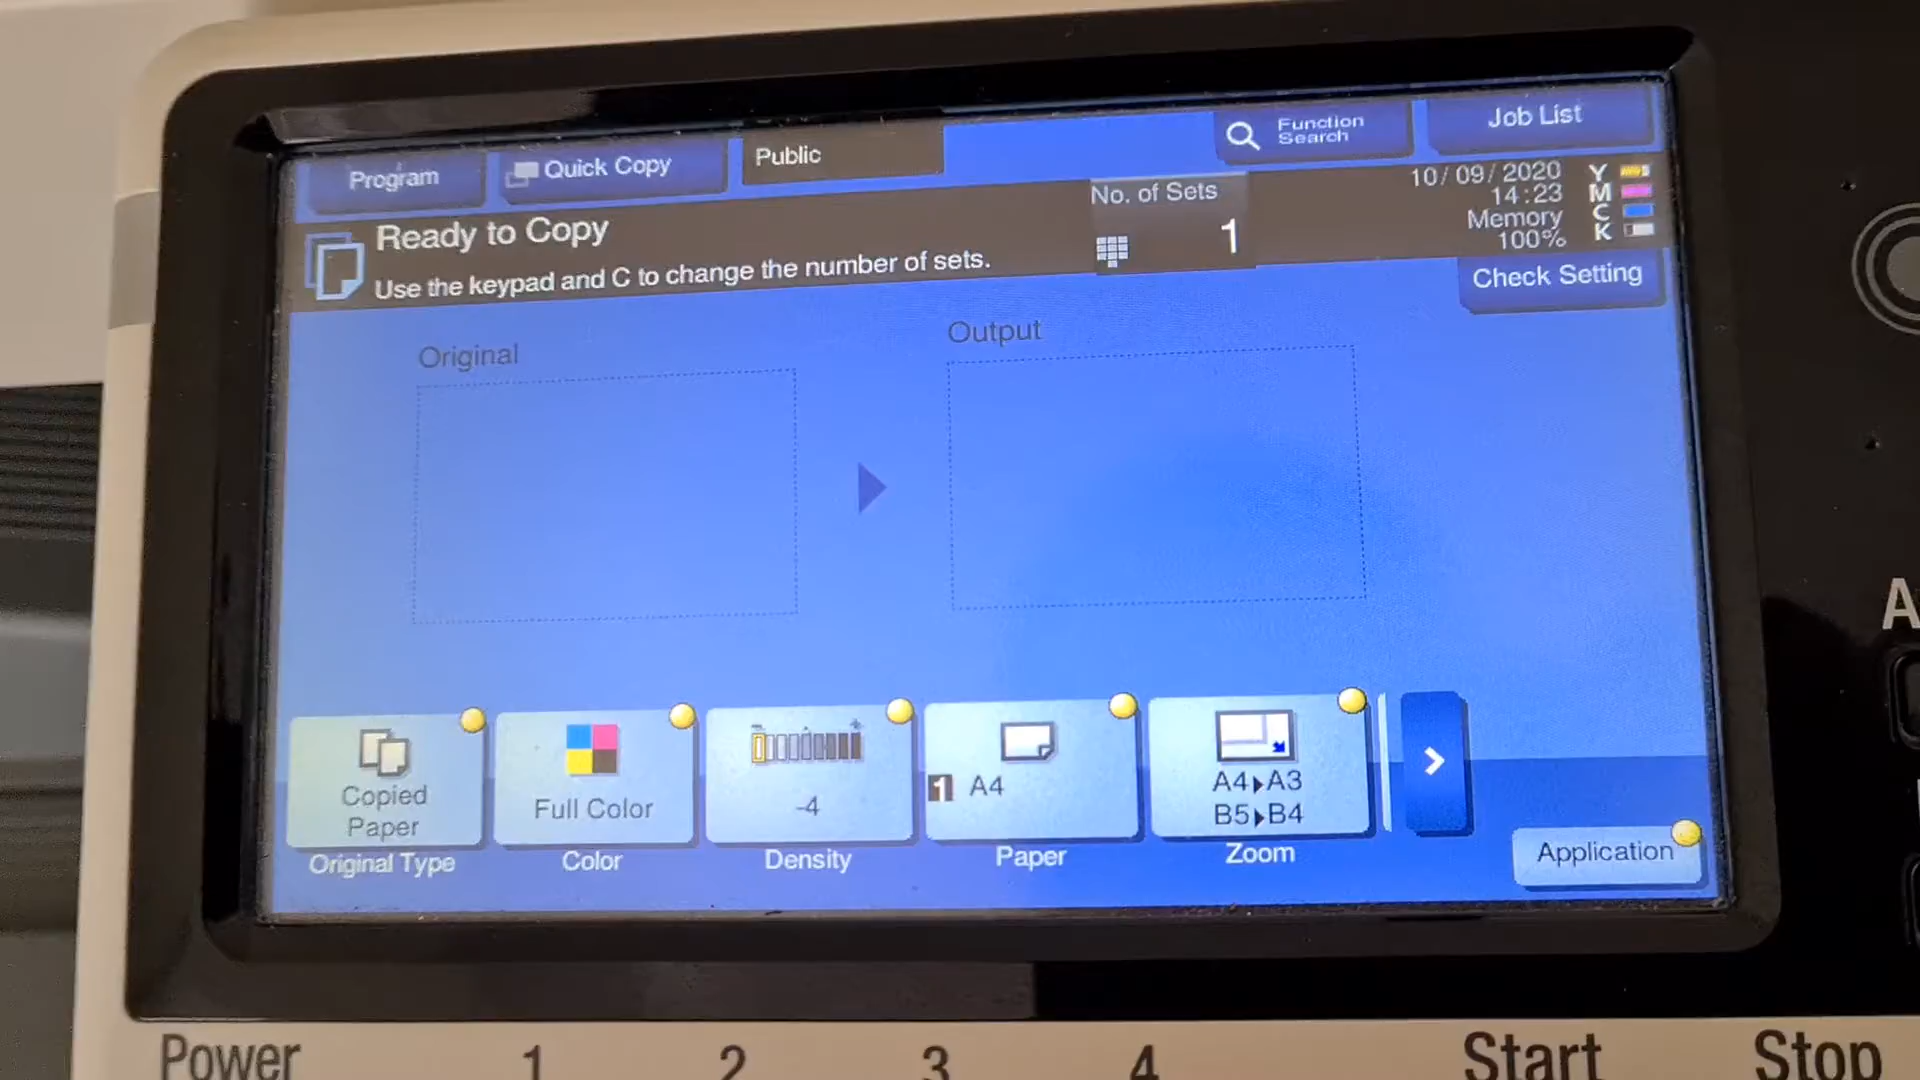 Program
Quick Copy
Public
Function
Search
Job List
Ready to Copy
Use the keypad and C to change the number of sets.
No. of Sets
1
10/09/2020
14:23
Memory
100%
Y
M
C
K
Check Setting
Original
Output
Copied
Paper
Original Type
Full Color
Color
- +
-4
Density
1 A4
Paper
A4▶A3
B5▶B4
Zoom
Application
A
Power
1
2
3
4
Start
Stop